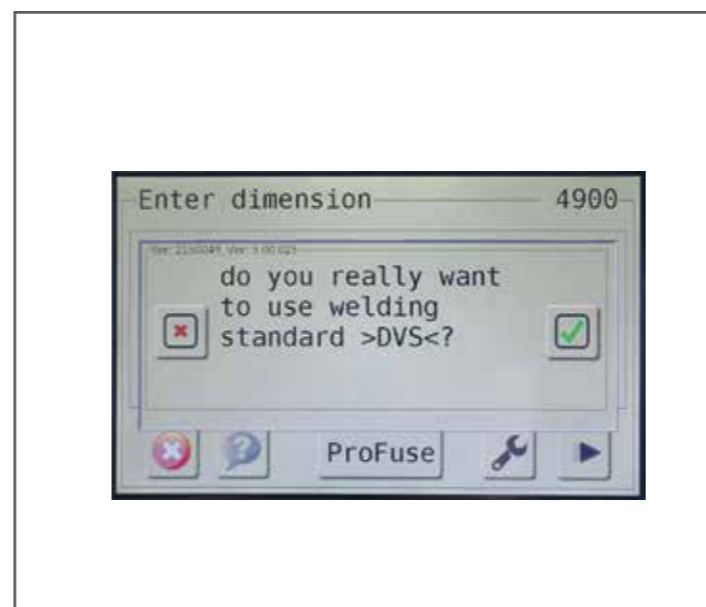 Enter dimension 4900
do you really want
to use welding
standard >DVS<?
ProFuse